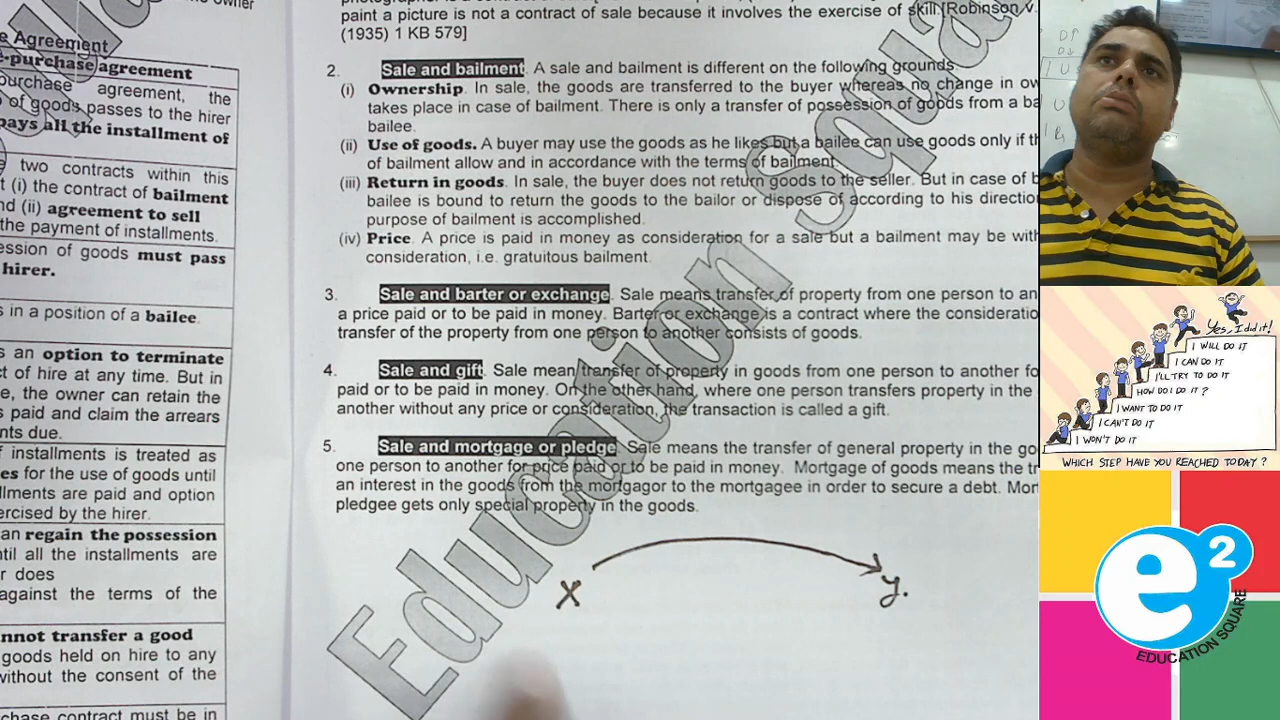 e Agreement
-purchase agreement
purchase agreement, the
of goods passes to the hirer
pays all the installment of
two contracts within this
t (i) the contract of bailment
nd (ii) agreement to sell
the payment of installments.
ession of goods must pass
hirer.
s in a position of a bailee.
s an option to terminate
ct of hire at any time. But in
e, the owner can retain the
s paid and claim the arrears
nts due.
f installments is treated as
es for the use of goods until
llments are paid and option
ercised by the hirer.
an regain the possession
ntil all the installments are
r does
against the terms of the
nnot transfer a good
goods held on hire to any
without the consent of the
chase contract must be in
paint a picture is not a contract of sale because it involves the exercise of skill [Robinson v.
(1935) 1 KB 579]
2. Sale and bailment. A sale and bailment is different on the following grounds
(i) Ownership. In sale, the goods are transferred to the buyer whereas no change in ow
takes place in case of bailment. There is only a transfer of possession of goods from a ba
bailee.
(ii) Use of goods. A buyer may use the goods as he likes but a bailee can use goods only if th
of bailment allow and in accordance with the terms of bailment
(iii) Return in goods. In sale, the buyer does not return goods to the seller. But in case of b
bailee is bound to return the goods to the bailor or dispose of according to his direction
purpose of bailment is accomplished.
(iv) Price. A price is paid in money as consideration for a sale but a bailment may be with
consideration, i.e. gratuitous bailment.
3. Sale and barter or exchange. Sale means transfer of property from one person to an
a price paid or to be paid in money. Barter or exchange is a contract where the consideratio
transfer of the property from one person to another consists of goods.
4. Sale and gift. Sale mean transfer of property in goods from one person to another fo
paid or to be paid in money. On the other hand, where one person transfers property in the
another without any price or consideration, the transaction is called a gift.
5. Sale and mortgage or pledge. Sale means the transfer of general property in the goo
one person to another for price paid or to be paid in money. Mortgage of goods means the tr
an interest in the goods from the mortgagor to the mortgagee in order to secure a debt. Mor
pledgee gets only special property in the goods.
X y.
Education Squa
Yes, I did it!
I WILL DO IT
I CAN DO IT
I'LL TRY TO DO IT
HOW DO I DO IT?
I WANT TO DO IT
I CAN'T DO IT
I WON'T DO IT
WHICH STEP HAVE YOU REACHED TODAY?
e2
EDUCATION SQUARE